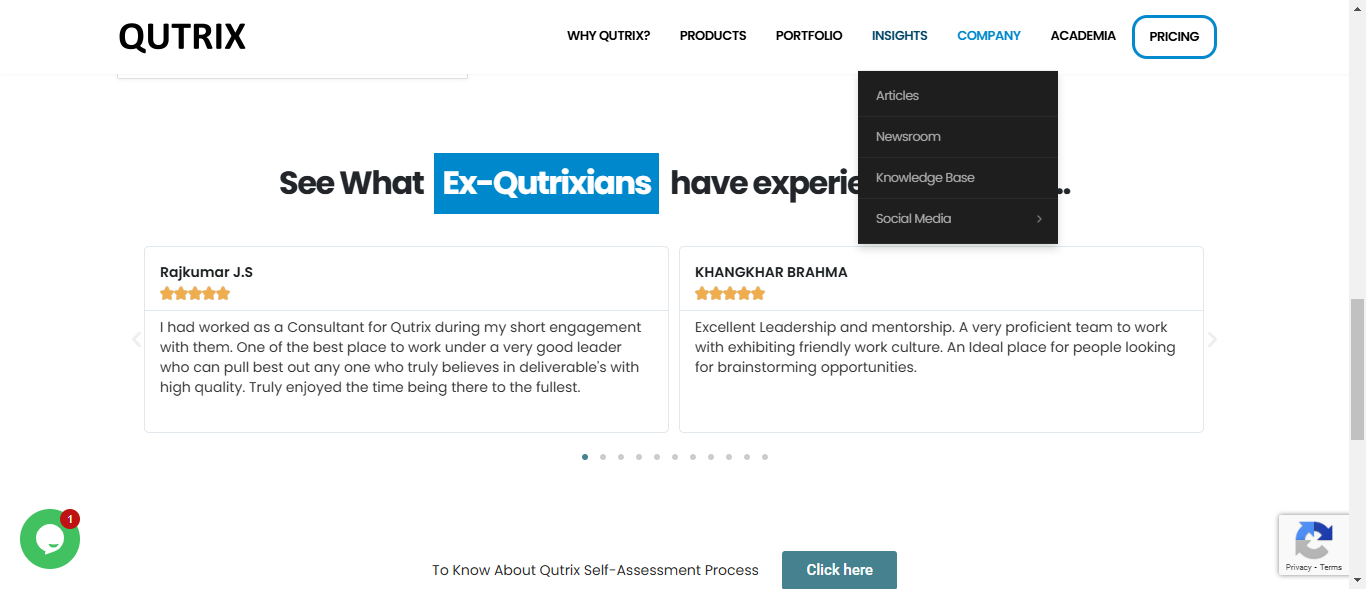 QUTRIX
WHY QUTRIX? PRODUCTS PORTFOLIO INSIGHTS COMPANY ACADEMIA PRICING
Articles
Newsroom
Knowledge Base
Social Media
See What Ex-Qutrixians have
Rajkumar J.S
I had worked as a Consultant for Qutrix during my short engagement
with them. One of the best place to work under a very good leader
who can pull best out any one who truly believes in deliverable's with
high quality. Truly enjoyed the time being there to the fullest.
KHANGKHAR BRAHMA
Excellent Leadership and mentorship. A very proficient team to work
with exhibiting friendly work culture. An Ideal place for people looking
for brainstorming opportunities.
1
To Know About Qutrix Self-Assessment Process Click here
Privacy - Terms